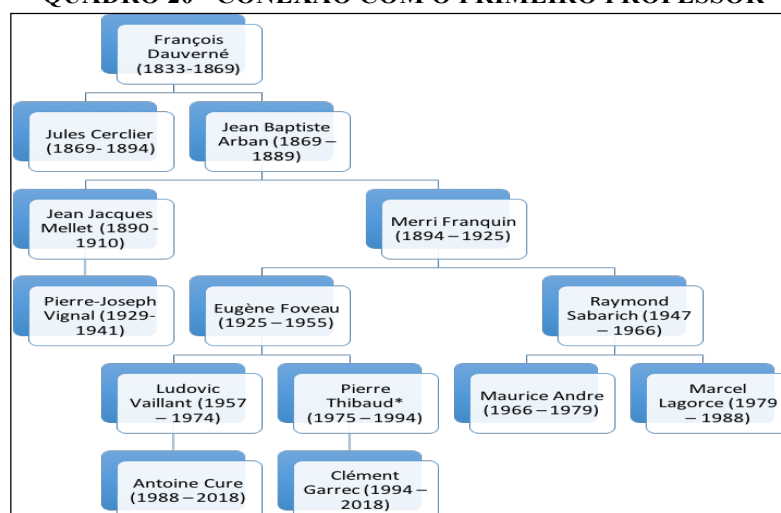 QUADRO 20 - CONEXÃO COM O PRIMEIRO PROFESSOR
François
Dauverné
(1833-1869)
Jules Cerclier
(1869- 1894)
Jean Baptiste
Arban (1869 –
1889)
Jean Jacques
Mellet (1890 -
1910)
Merri Franquin
(1894 – 1925)
Pierre-Joseph
Vignal (1929-
1941)
Eugène Foveau
(1925 – 1955)
Raymond
Sabarich (1947
– 1966)
Ludovic
Vaillant (1957
– 1974)
Pierre
Thibaud*
(1975 – 1994)
Maurice Andre
(1966 – 1979)
Marcel
Lagorce (1979
– 1988)
Antoine Cure
(1988 – 2018)
Clément
Garrec (1994 –
2018)